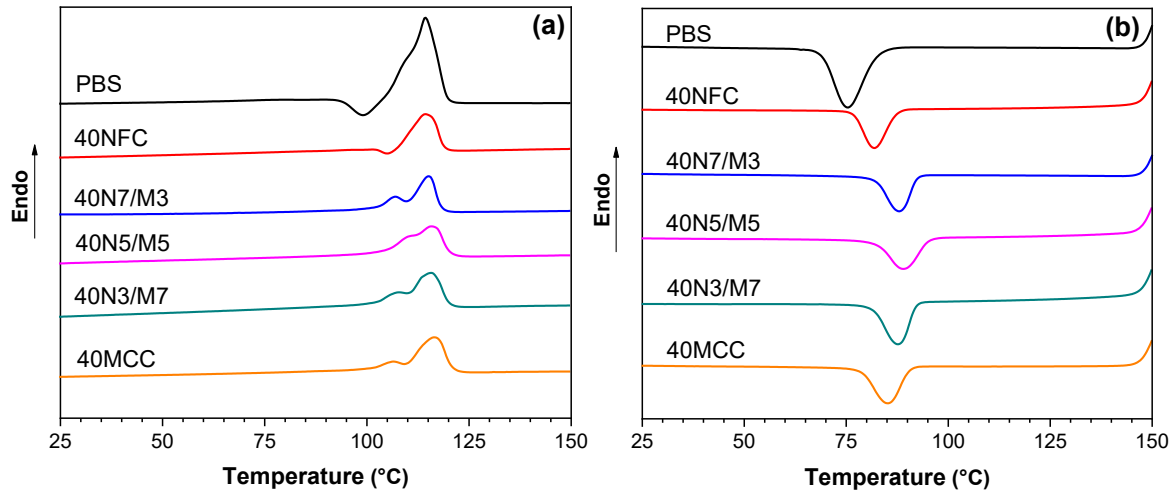 (a)
PBS
40NFC
40N7/M3
40N5/M5
40N3/M7
40MCC
Endo
25 50 75 100 125 150
Temperature (°C)
(b)
PBS
40NFC
40N7/M3
40N5/M5
40N3/M7
40MCC
Endo
25 50 75 100 125 150
Temperature (°C)